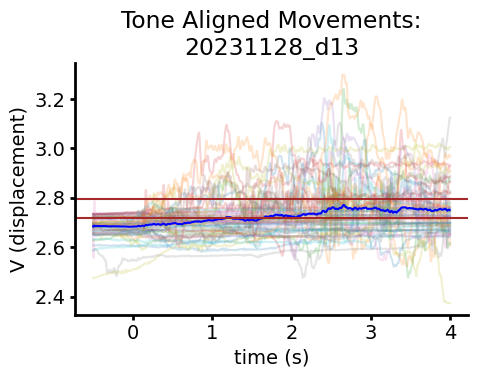 Tone Aligned Movements:
20231128_d13
V (displacement)
3.2
3.0
2.8
2.6
2.4
0 1 2 3 4
time (s)